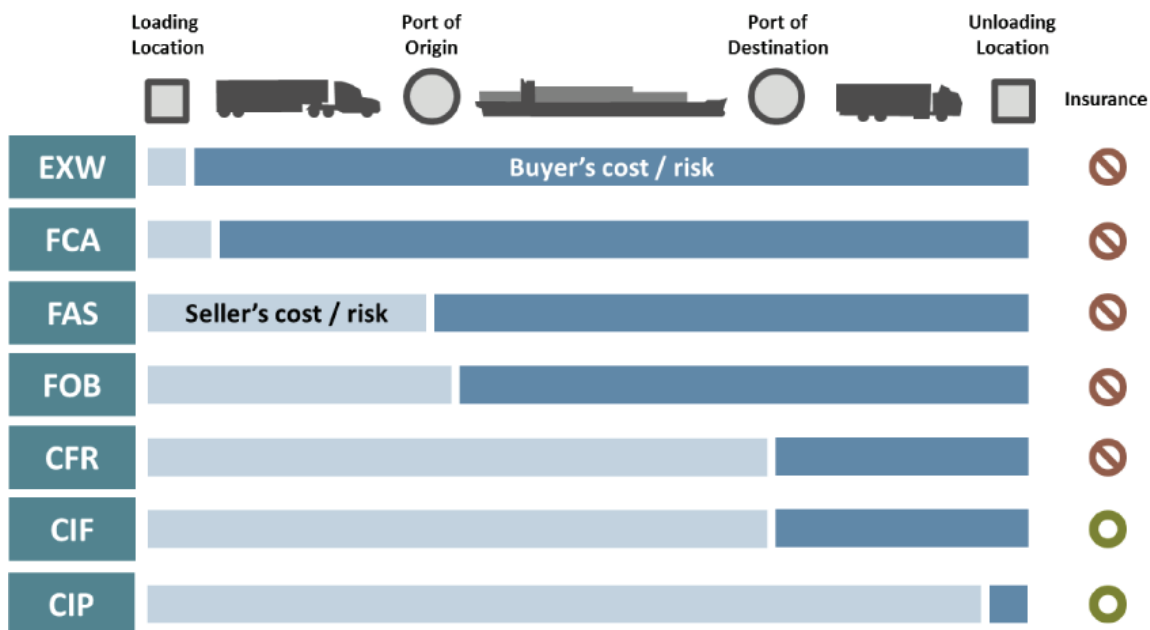 Loading
Location
Port of
Origin
Port of
Destination
Unloading
Location
Insurance
EXW
Buyer’s cost / risk
FCA
FAS
Seller’s cost / risk
FOB
CFR
CIF
CIP